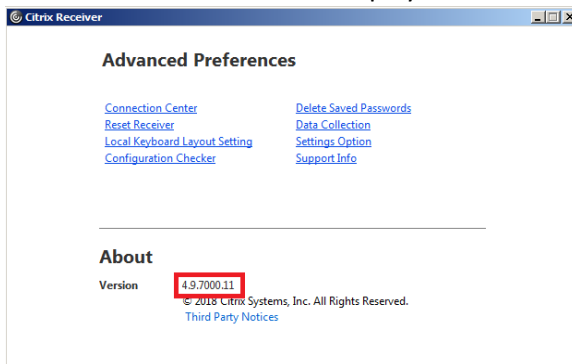 Citrix Receiver
Advanced Preferences
Connection Center
Delete Saved Passwords
Reset Receiver
Data Collection
Local Keyboard Layout Setting
Settings Option
Configuration Checker
Support Info
About
Version 4.9.7000.11
© 2018 Citrix Systems, Inc. All Rights Reserved.
Third Party Notices